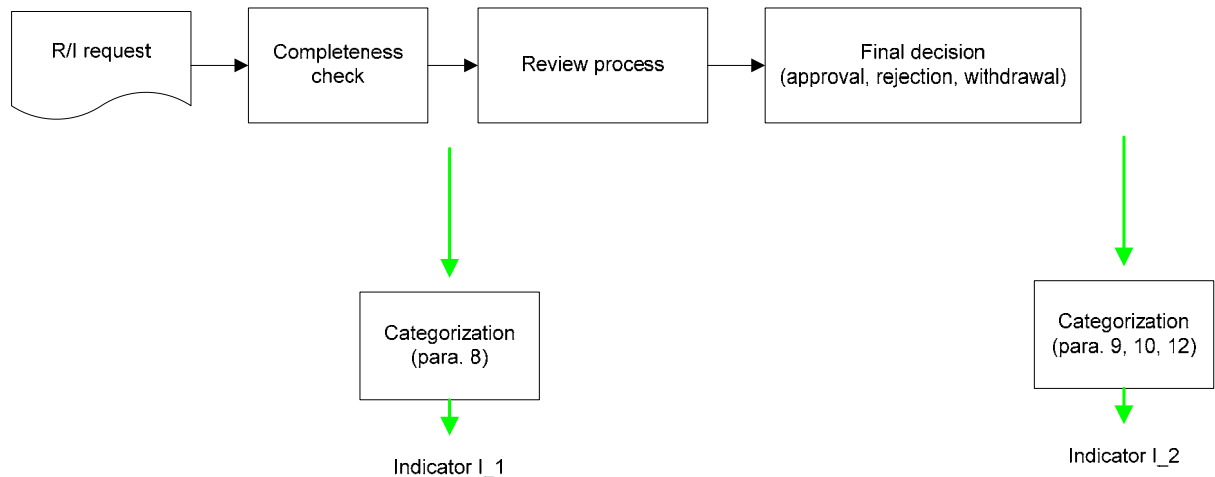 R/I request
Completeness
check
Review process
Final decision
(approval, rejection, withdrawal)
Categorization
(para. 8)
Categorization
(para. 9, 10, 12)
Indicator I_1
Indicator I_2